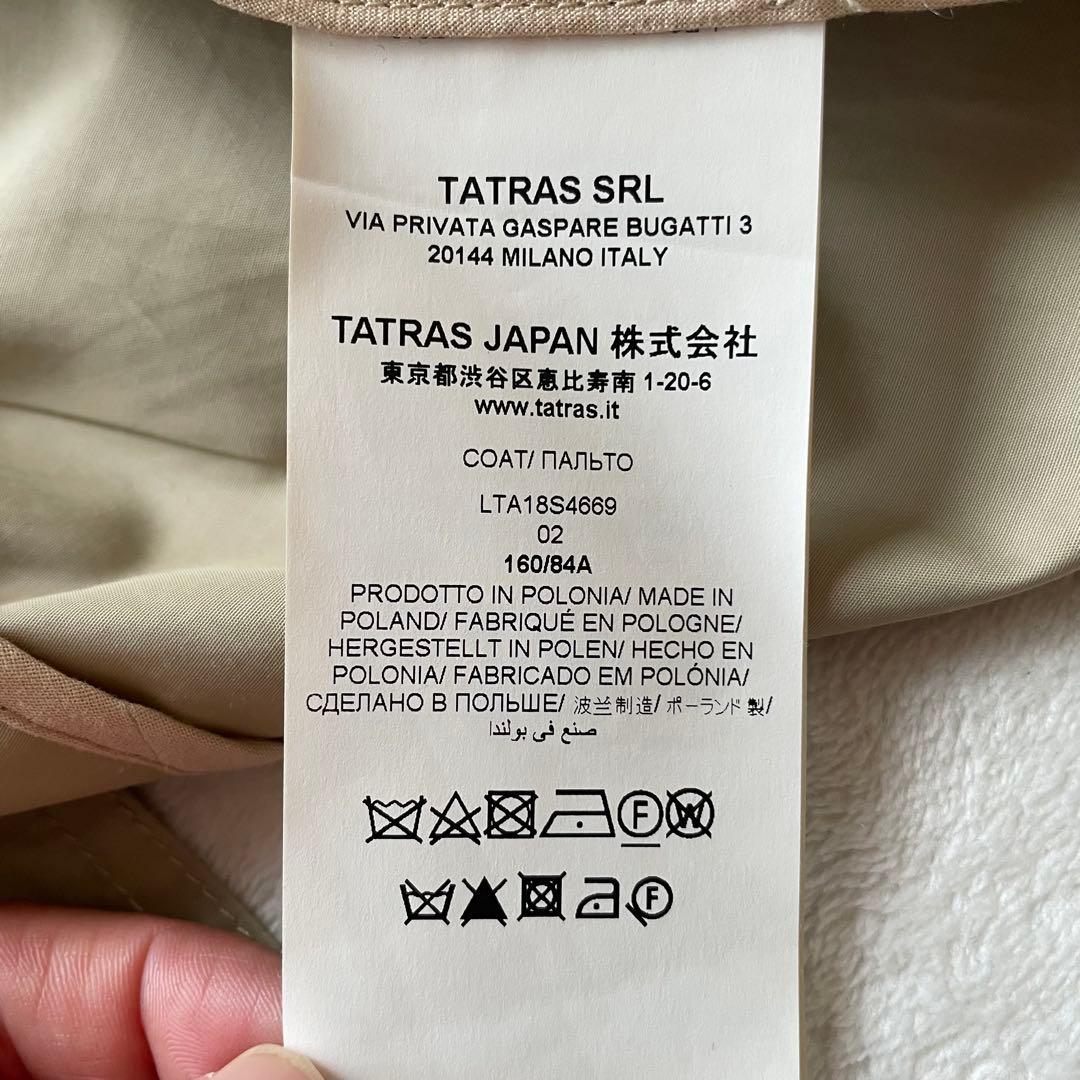 TATRAS SRL
VIA PRIVATA GASPARE BUGATTI 3
20144 MILANO ITALY
TATRAS JAPAN 株式会社
東京都渋谷区恵比寿南 1-20-6
www.tatras.it
COAT/ ПАЛЬТО
LTA18S4669
02
160/84A
PRODOTTO IN POLONIA/ MADE IN
POLAND/ FABRIQUÉ EN POLOGNE/
HERGESTELLT IN POLEN/ HECHO EN
POLONIA/ FABRICADO EM POLÓNIA/
СДЕЛАНО В ПОЛЬШЕ/ 波兰制造/ ポーランド製/
صنع في بولندا
F W
F